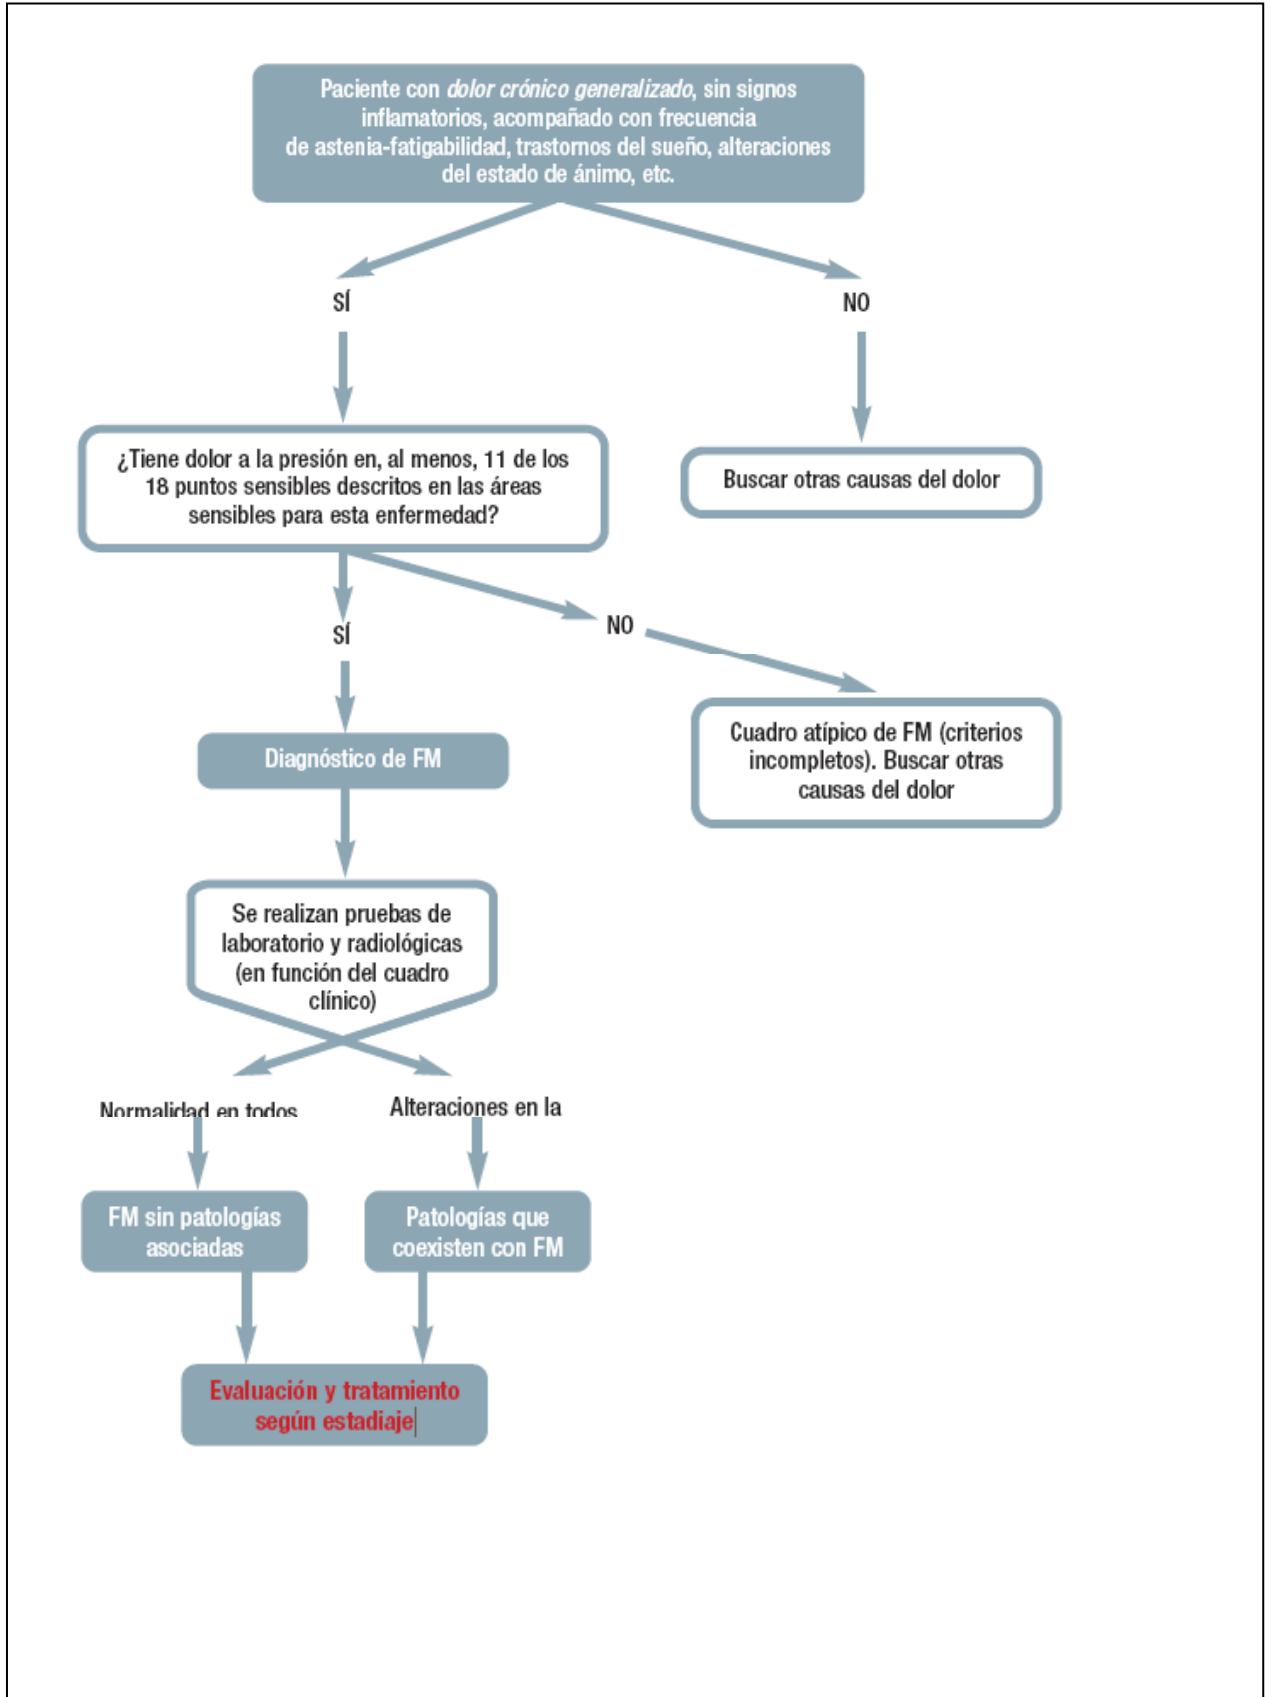 Paciente con dolor crónico generalizado, sin signos
inflamatorios, acompañado con frecuencia
de astenia-fatigabilidad, trastornos del sueño, alteraciones
del estado de ánimo, etc.
SÍ
NO
¿Tiene dolor a la presión en, al menos, 11 de los
18 puntos sensibles descritos en las áreas
sensibles para esta enfermedad?
Buscar otras causas del dolor
SÍ
NO
Diagnóstico de FM
Cuadro atípico de FM (criterios
incompletos). Buscar otras
causas del dolor
Se realizan pruebas de
laboratorio y radiológicas
(en función del cuadro
clínico)
Normalidad en todos
Alteraciones en la
FM sin patologías
asociadas
Patologías que
coexisten con FM
Evaluación y tratamiento
según estadiaje